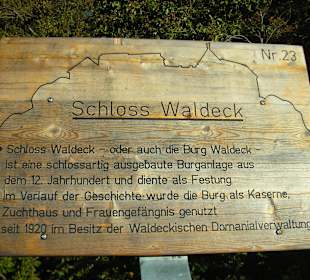 Nr.23
Schloss Waldeck
Schloss Waldeck - oder auch die Burg Waldeck -
ist eine schlossartig ausgebaute Burganlage aus
dem 12. Jahrhundert und diente als Festung
Im Verlauf der Geschichte wurde die Burg als Kaserne,
Zuchthaus und Frauengefängnis genutzt
seit 1920 im Besitz der Waldeckischen Domanialverwaltung